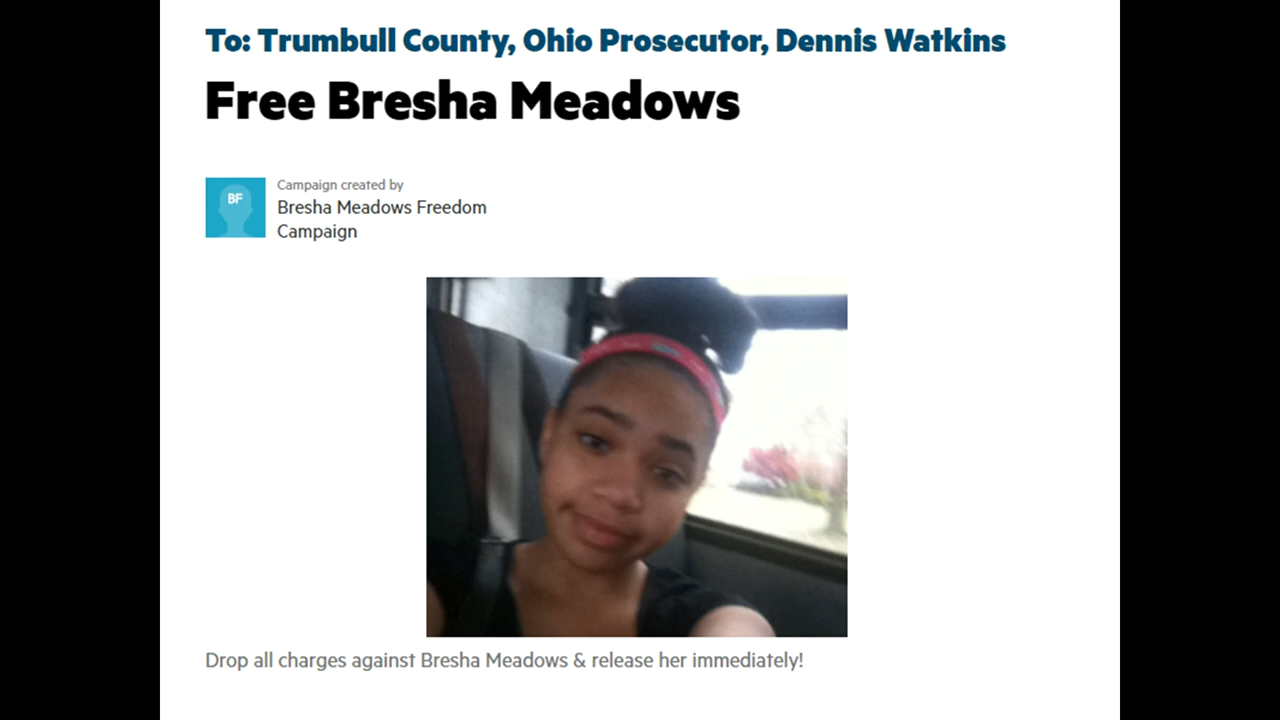 To: Trumbull County, Ohio Prosecutor, Dennis Watkins
Free Bresha Meadows
BF
Campaign created by
Bresha Meadows Freedom
Campaign
Drop all charges against Bresha Meadows & release her immediately!